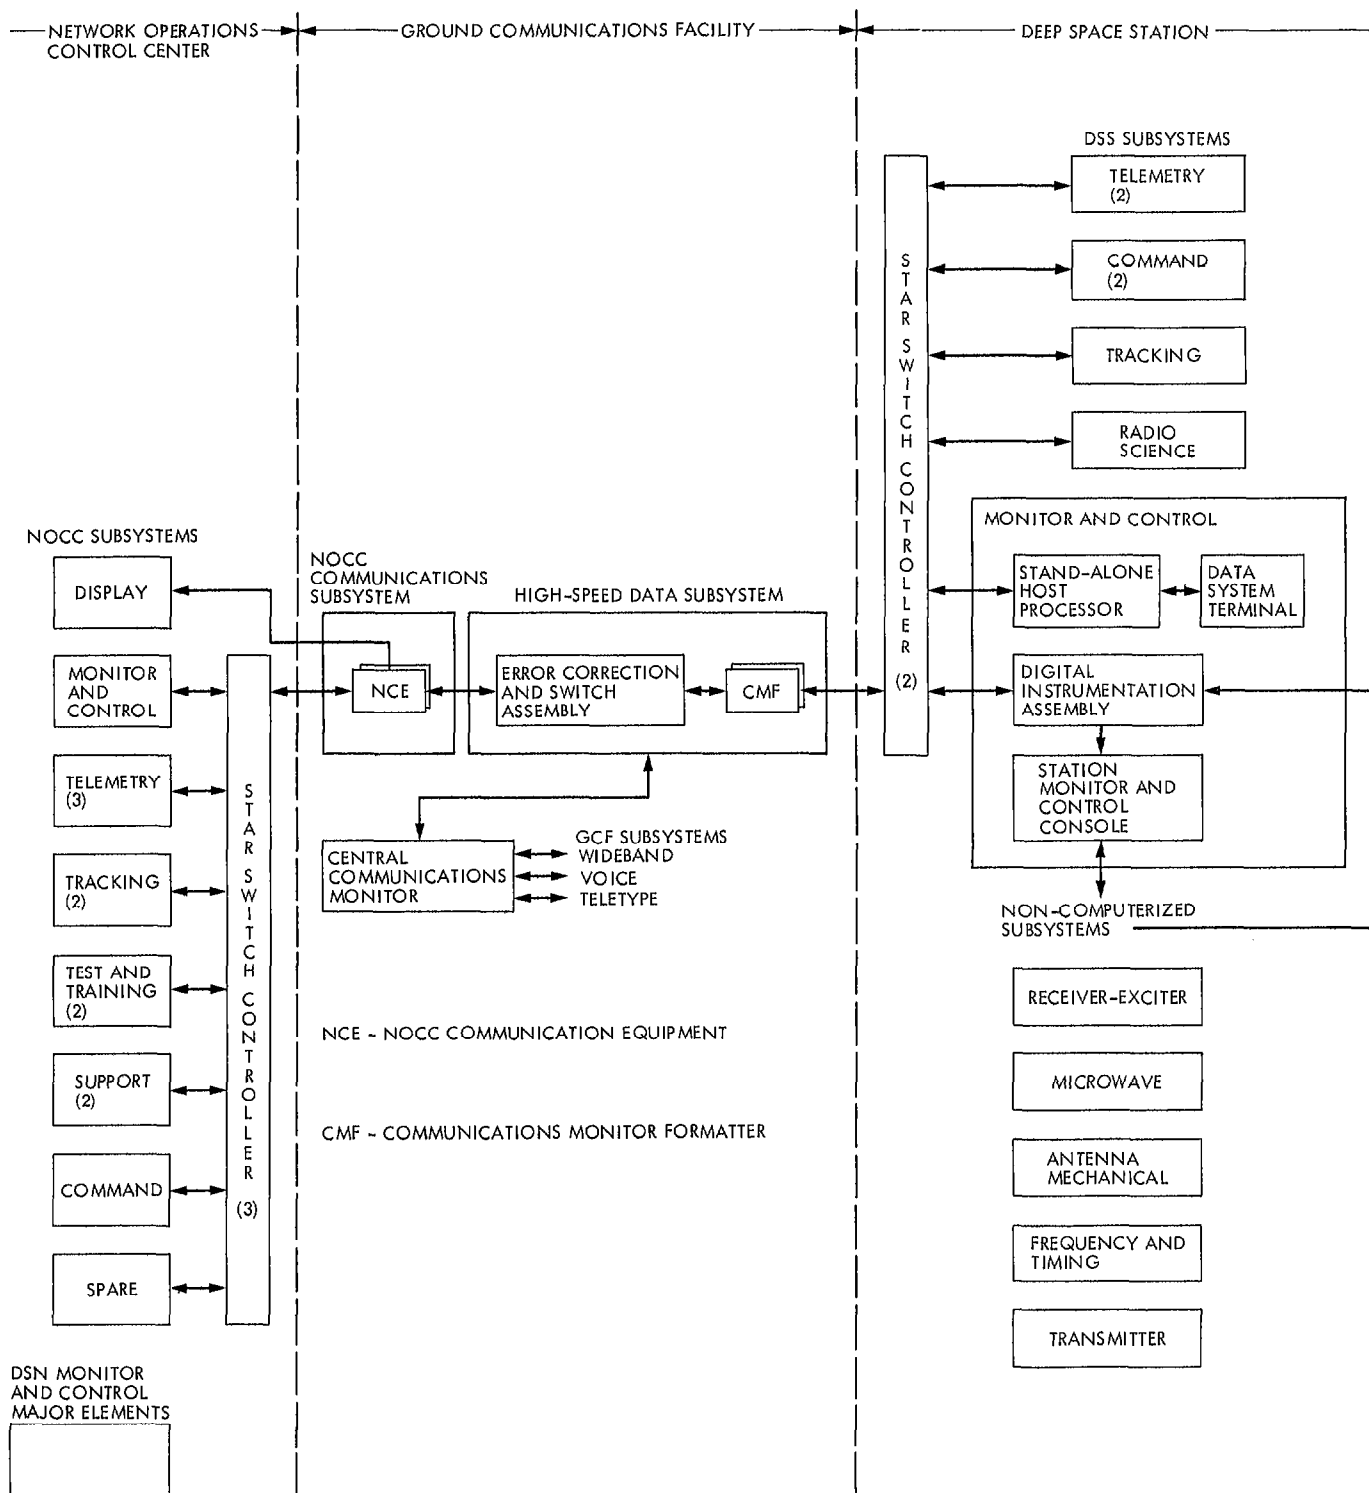 NETWORK OPERATIONS
CONTROL CENTER
GROUND COMMUNICATIONS FACILITY
DEEP SPACE STATION
DSS SUBSYSTEMS
TELEMETRY
(2)
COMMAND
(2)
TRACKING
RADIO
SCIENCE
STAR SWITCH CONTROLLER
(2)
MONITOR AND CONTROL
STAND-ALONE
HOST
PROCESSOR
DATA
SYSTEM
TERMINAL
DIGITAL
INSTRUMENTATION
ASSEMBLY
STATION
MONITOR AND
CONTROL
CONSOLE
NON-COMPUTERIZED
SUBSYSTEMS
RECEIVER-EXCITER
MICROWAVE
ANTENNA
MECHANICAL
FREQUENCY AND
TIMING
TRANSMITTER
NOCC SUBSYSTEMS
DISPLAY
MONITOR
AND
CONTROL
TELEMETRY
(3)
TRACKING
(2)
TEST AND
TRAINING
(2)
SUPPORT
(2)
COMMAND
SPARE
STAR SWITCH CONTROLLER
(3)
NOCC
COMMUNICATIONS
SUBSYSTEM
NCE
HIGH-SPEED DATA SUBSYSTEM
ERROR CORRECTION
AND SWITCH
ASSEMBLY
CMF
CENTRAL
COMMUNICATIONS
MONITOR
GCF SUBSYSTEMS
WIDEBAND
VOICE
TELETYPE
NCE - NOCC COMMUNICATION EQUIPMENT
CMF - COMMUNICATIONS MONITOR FORMATTER
DSN MONITOR
AND CONTROL
MAJOR ELEMENTS